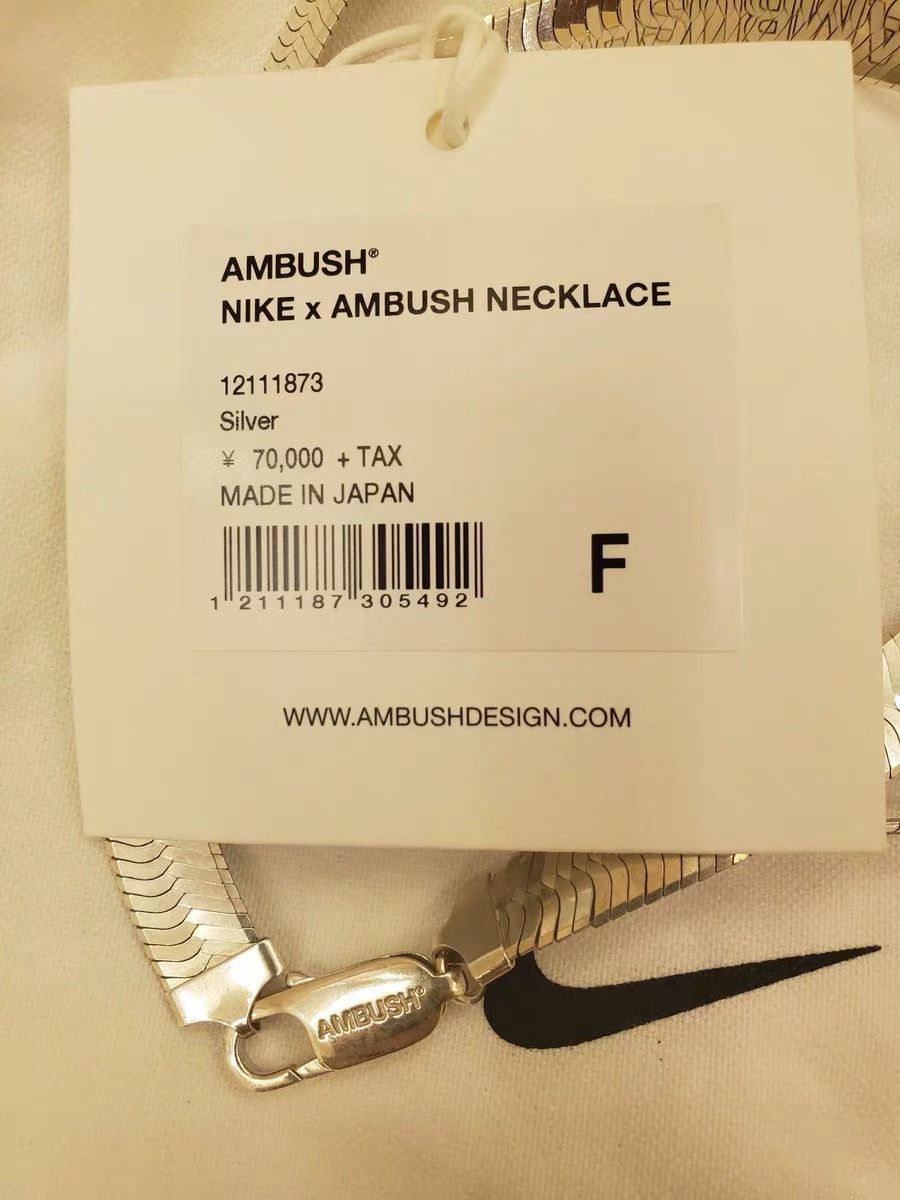 AMBUSH®
NIKE x AMBUSH NECKLACE
12111873
Silver
¥ 70,000 + TAX
MADE IN JAPAN
1 211187 305492
F
WWW.AMBUSHDESIGN.COM
AMBUSH®